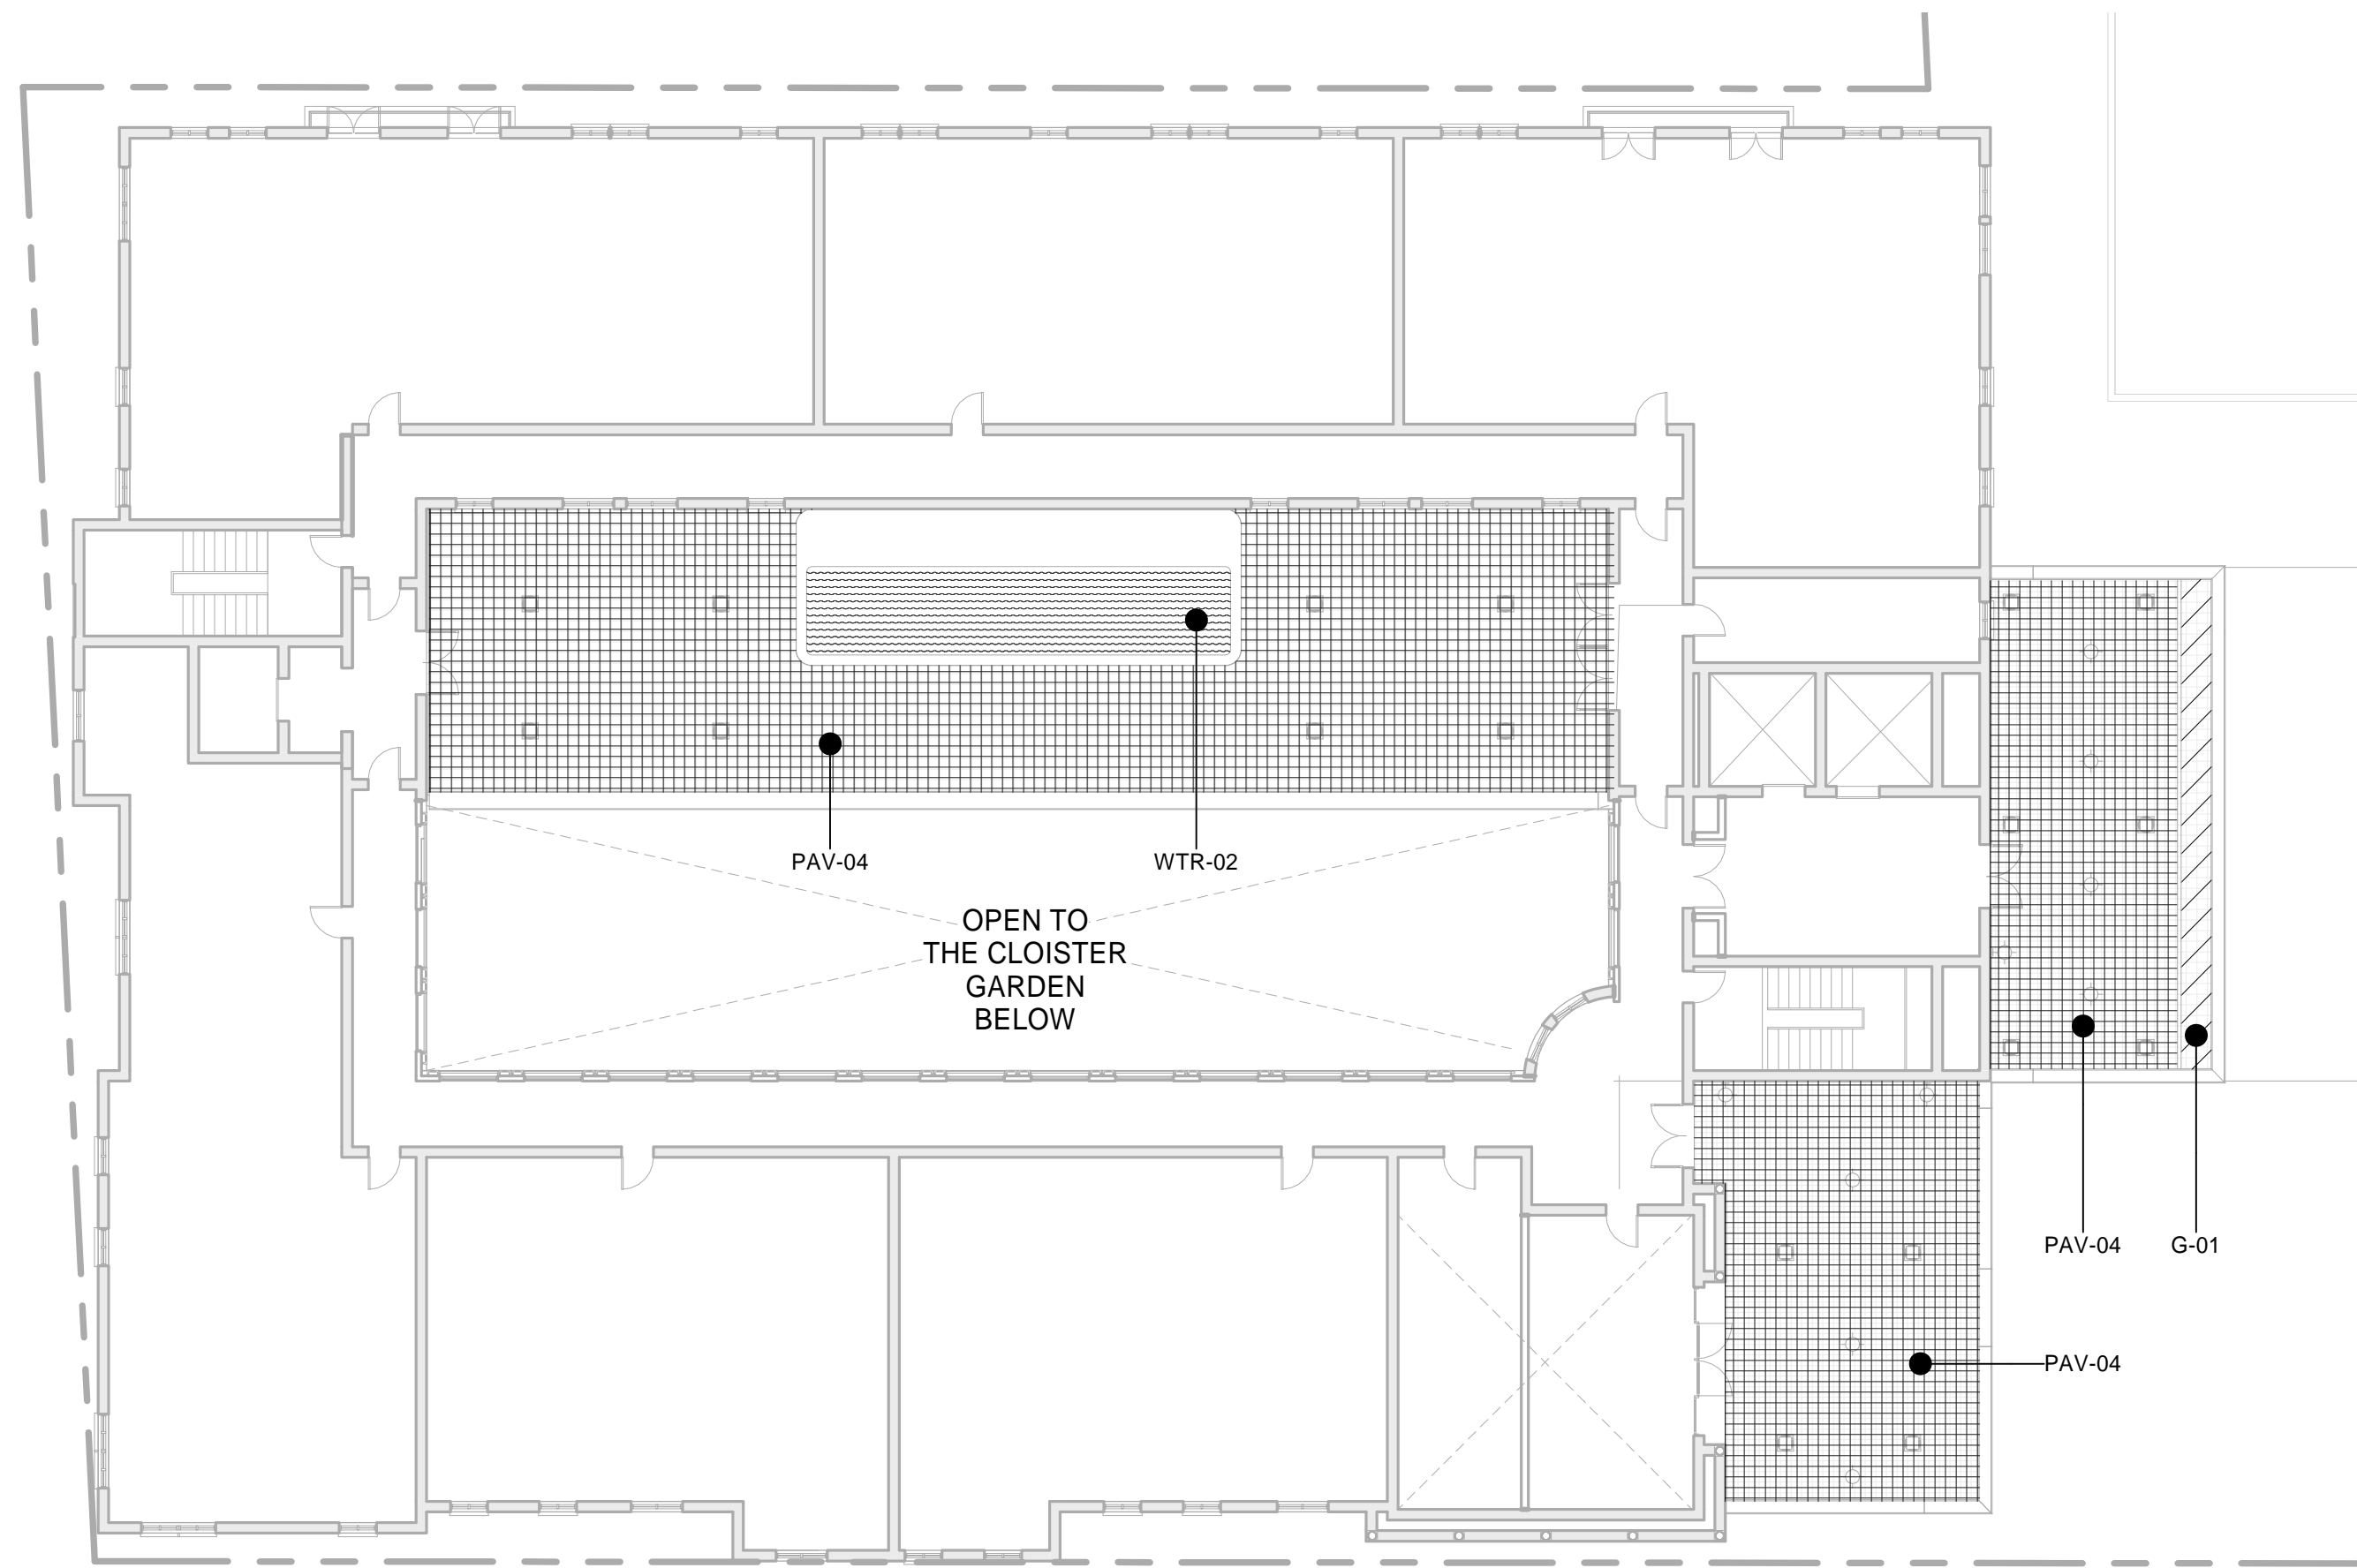 PAV-04
WTR-02
OPEN TO
THE CLOISTER
GARDEN
BELOW
PAV-04
G-01
PAV-04